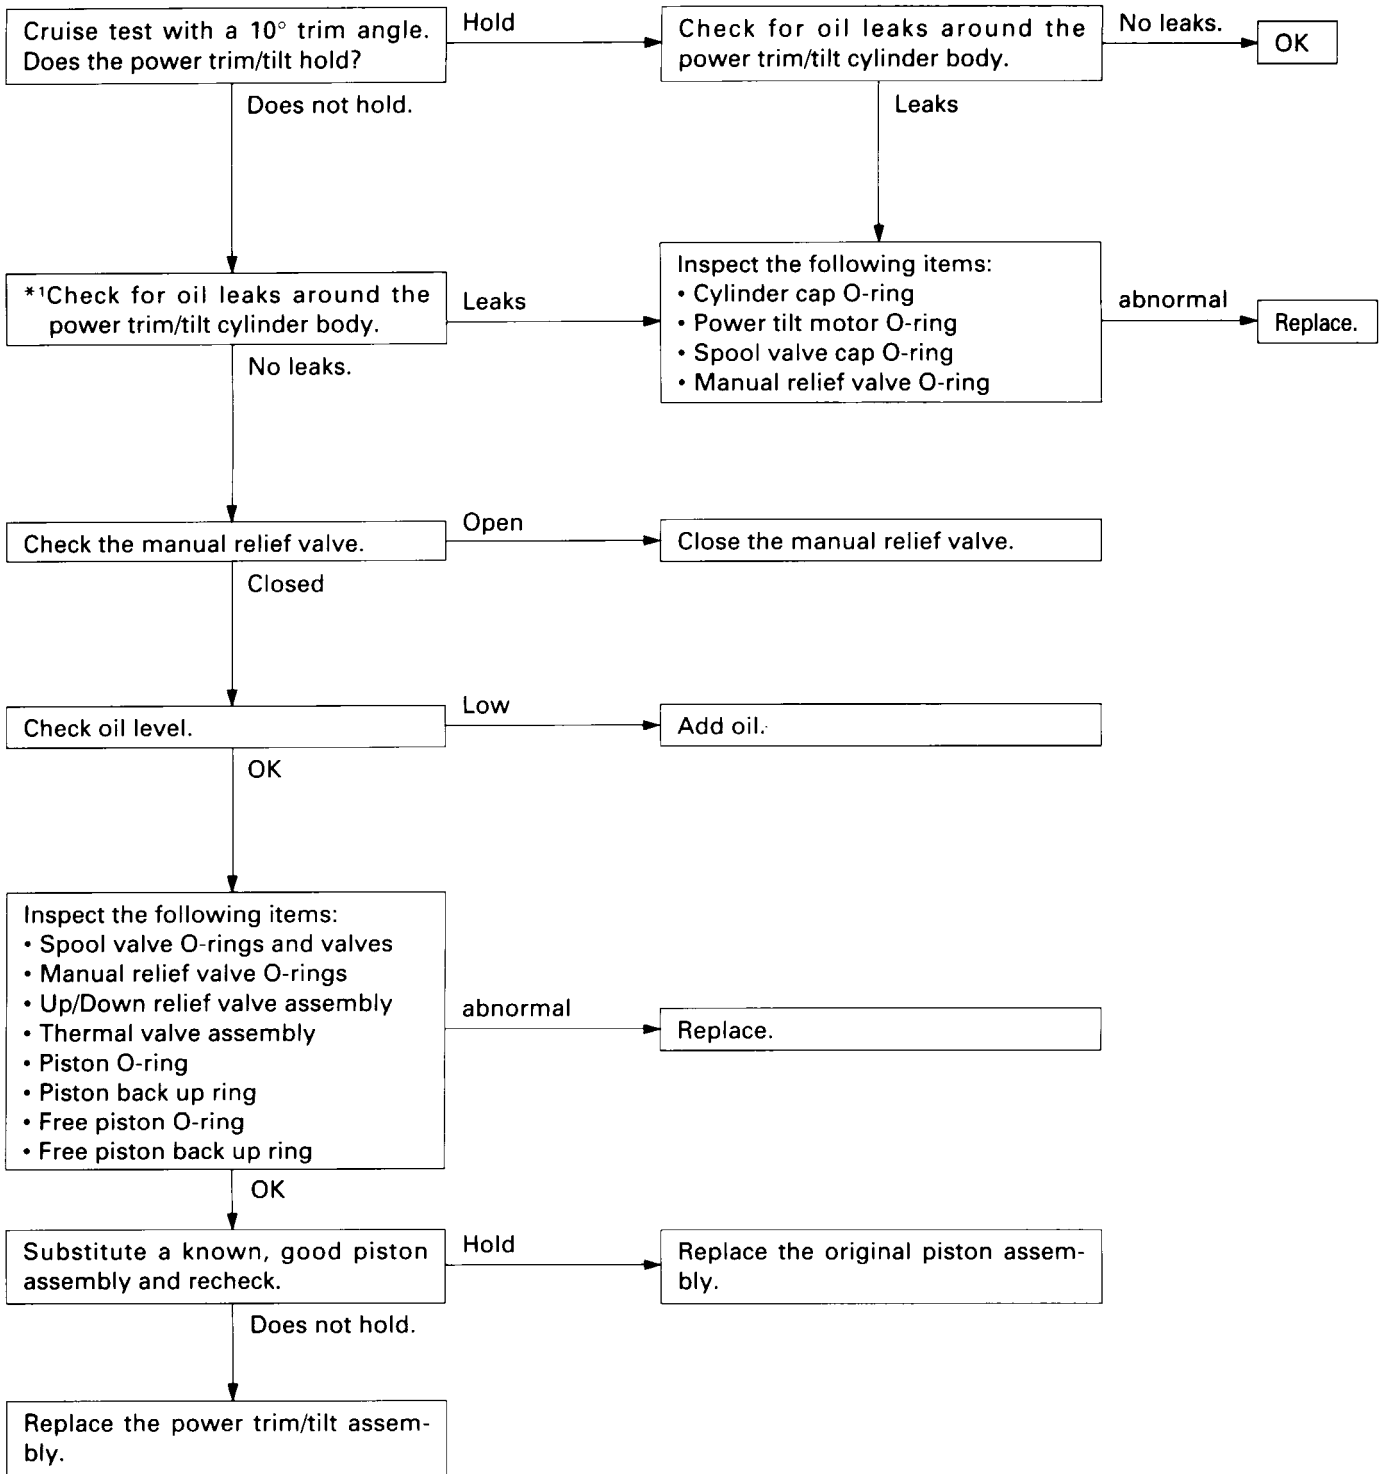 Cruise test with a 10° trim angle.
Does the power trim/tilt hold?
Hold
Check for oil leaks around the
power trim/tilt cylinder body.
No leaks.
OK
Does not hold.
Leaks
*¹Check for oil leaks around the
power trim/tilt cylinder body.
Leaks
Inspect the following items:
• Cylinder cap O-ring
• Power tilt motor O-ring
• Spool valve cap O-ring
• Manual relief valve O-ring
abnormal
Replace.
No leaks.
Check the manual relief valve.
Open
Close the manual relief valve.
Closed
Check oil level.
Low
Add oil.
OK
Inspect the following items:
• Spool valve O-rings and valves
• Manual relief valve O-rings
• Up/Down relief valve assembly
• Thermal valve assembly
• Piston O-ring
• Piston back up ring
• Free piston O-ring
• Free piston back up ring
abnormal
Replace.
OK
Substitute a known, good piston
assembly and recheck.
Hold
Replace the original piston assem-
bly.
Does not hold.
Replace the power trim/tilt assem-
bly.